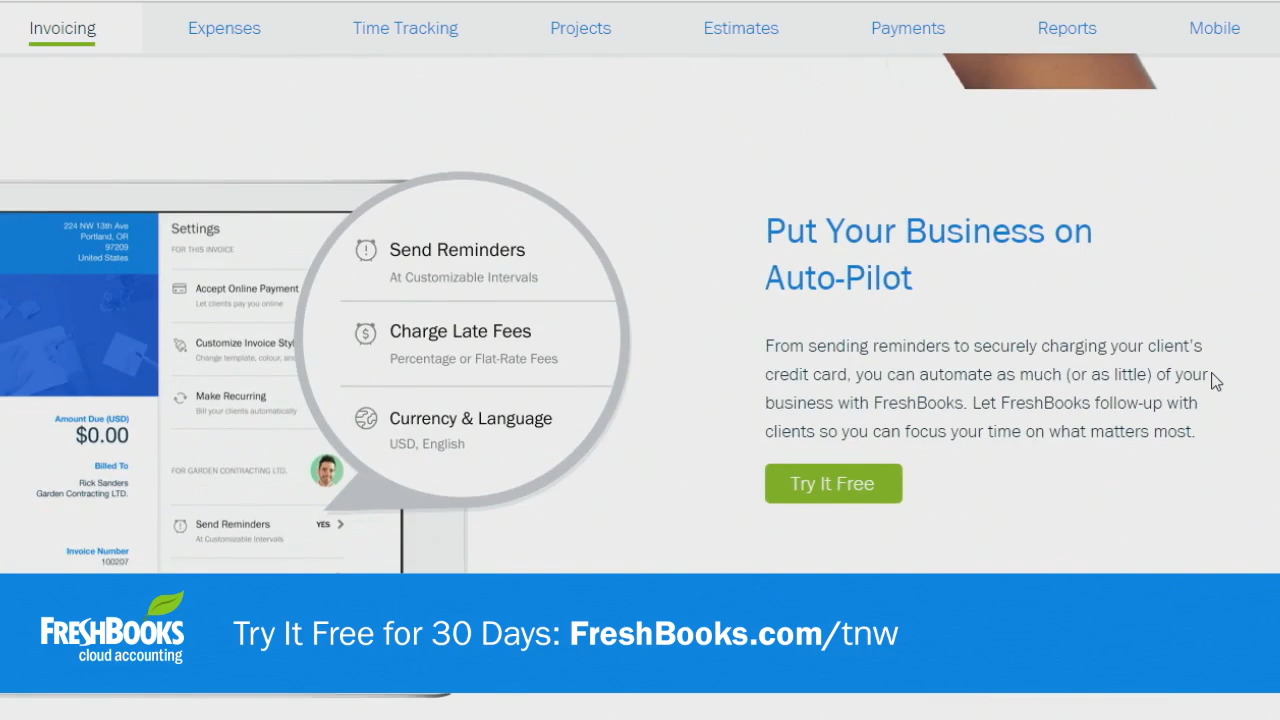 Invoicing
Expenses
Time Tracking
Projects
Estimates
Payments
Reports
Mobile
224 NW 13th Ave
Portland, OR
97209
United States
Amount Due (USD)
$0.00
Billed To
Rick Sanders
Garden Contracting LTD.
Invoice Number
100207
Settings
FOR THIS INVOICE
Accept Online Payment
Let clients pay you online
Customize Invoice Styl
Change template, colour, and
Make Recurring
Bill your clients automatically
FOR GARDEN CONTRACTING LTD.
Send Reminders
YES
At Customizable Intervals
Send Reminders
At Customizable Intervals
Charge Late Fees
Percentage or Flat-Rate Fees
Currency & Language
USD, English
Put Your Business on
Auto-Pilot
From sending reminders to securely charging your client's
credit card, you can automate as much (or as little) of your
business with FreshBooks. Let FreshBooks follow-up with
clients so you can focus your time on what matters most.
Try It Free
FRESHBOOKS
cloud accounting
Try It Free for 30 Days: FreshBooks.com/tnw